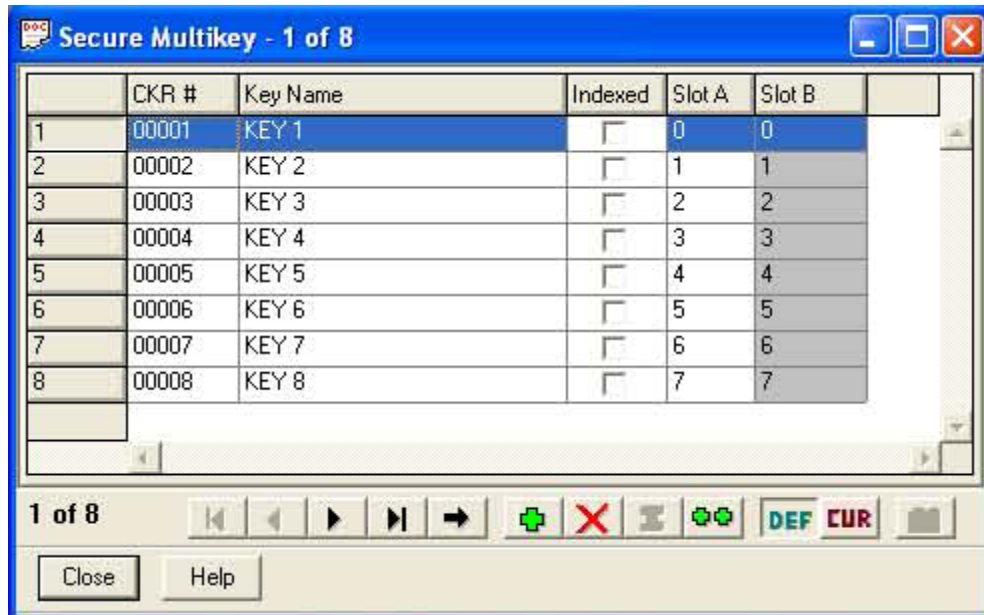 DOC Secure Multikey - 1 of 8
CKR # Key Name Indexed Slot A Slot B
1 00001 KEY 1 0 0
2 00002 KEY 2 1 1
3 00003 KEY 3 2 2
4 00004 KEY 4 3 3
5 00005 KEY 5 4 4
6 00006 KEY 6 5 5
7 00007 KEY 7 6 6
8 00008 KEY 8 7 7
1 of 8 DEF CUR
Close Help